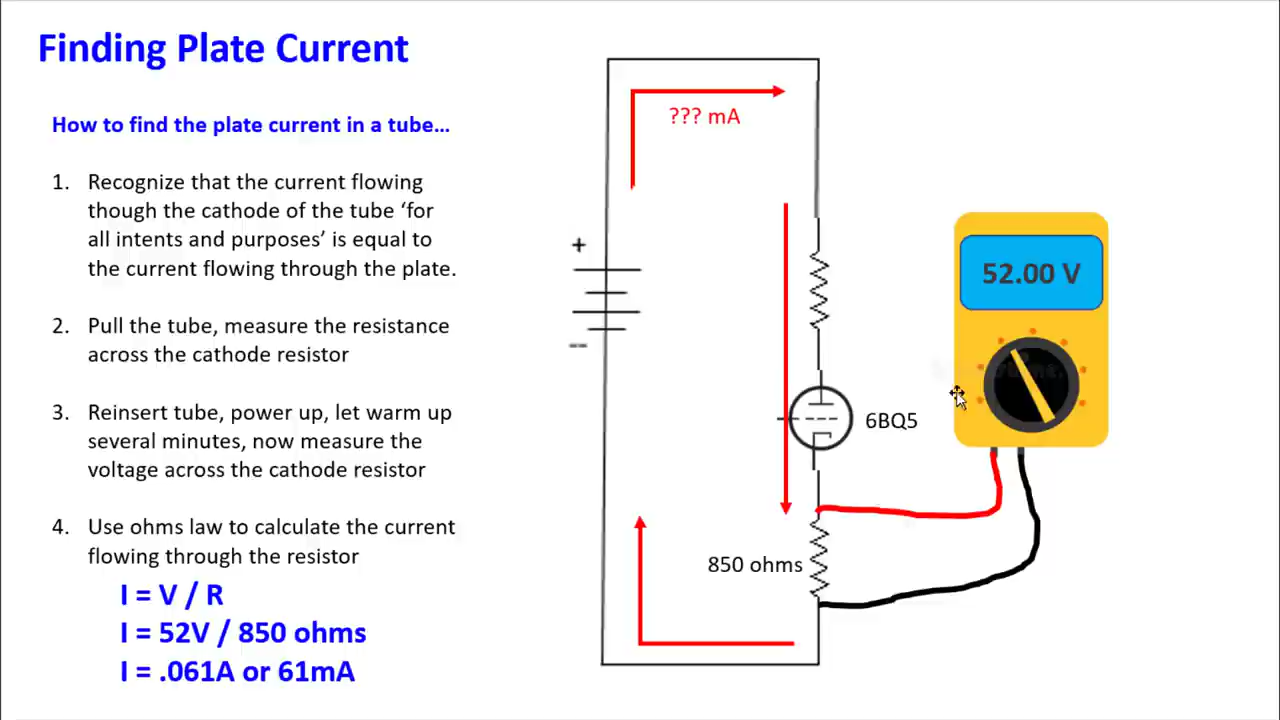 Finding Plate Current
How to find the plate current in a tube...
1. Recognize that the current flowing
though the cathode of the tube ‘for
all intents and purposes’ is equal to
the current flowing through the plate.
2. Pull the tube, measure the resistance
across the cathode resistor
3. Reinsert tube, power up, let warm up
several minutes, now measure the
voltage across the cathode resistor
4. Use ohms law to calculate the current
flowing through the resistor
I = V / R
I = 52V / 850 ohms
I = .061A or 61mA
??? mA
+
--
6BQ5
850 ohms
52.00 V